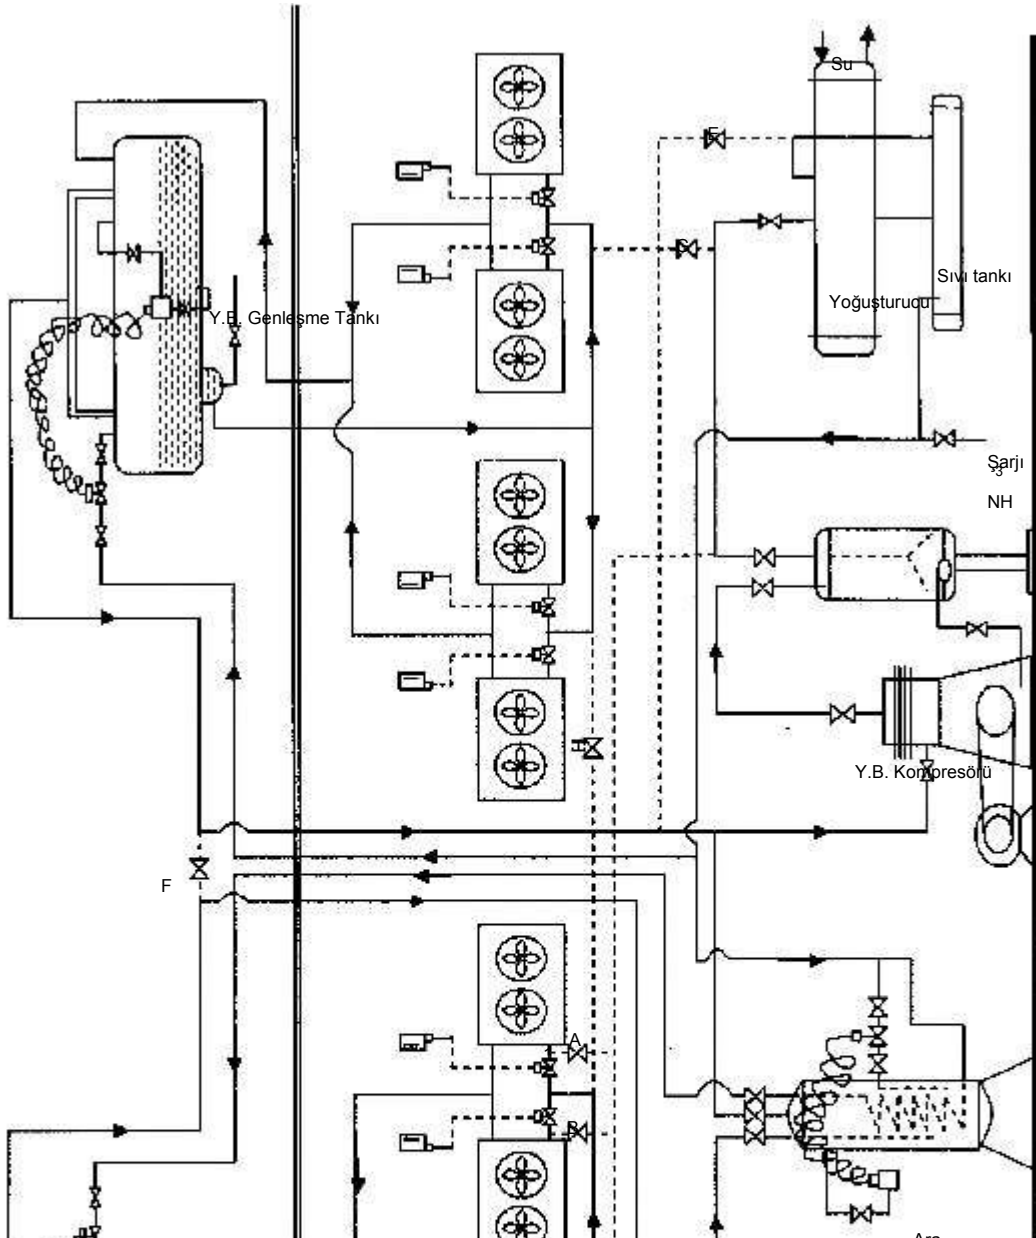 Su
E
Sıvı tankı
Yoğuşturucu
Y.B. Genleşme Tankı
Şarjı
3
NH
Y.B. Kompresörü
F
A
B
Ara